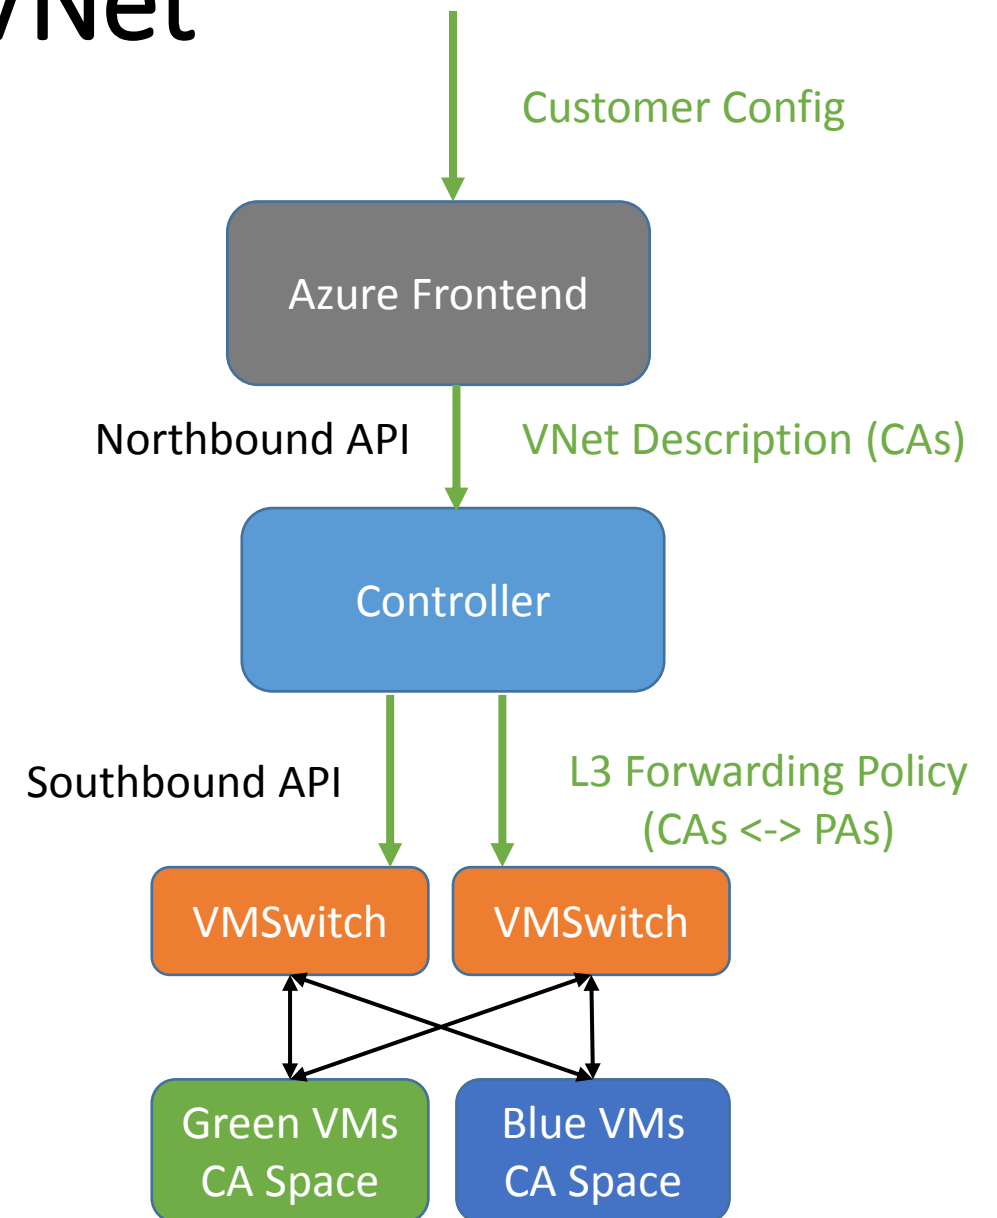 VNet
Customer Config
Azure Frontend
Northbound API
VNet Description (CAs)
Controller
Southbound API
L3 Forwarding Policy
(CAs <-> PAs)
VMSwitch
VMSwitch
Green VMs
CA Space
Blue VMs
CA Space